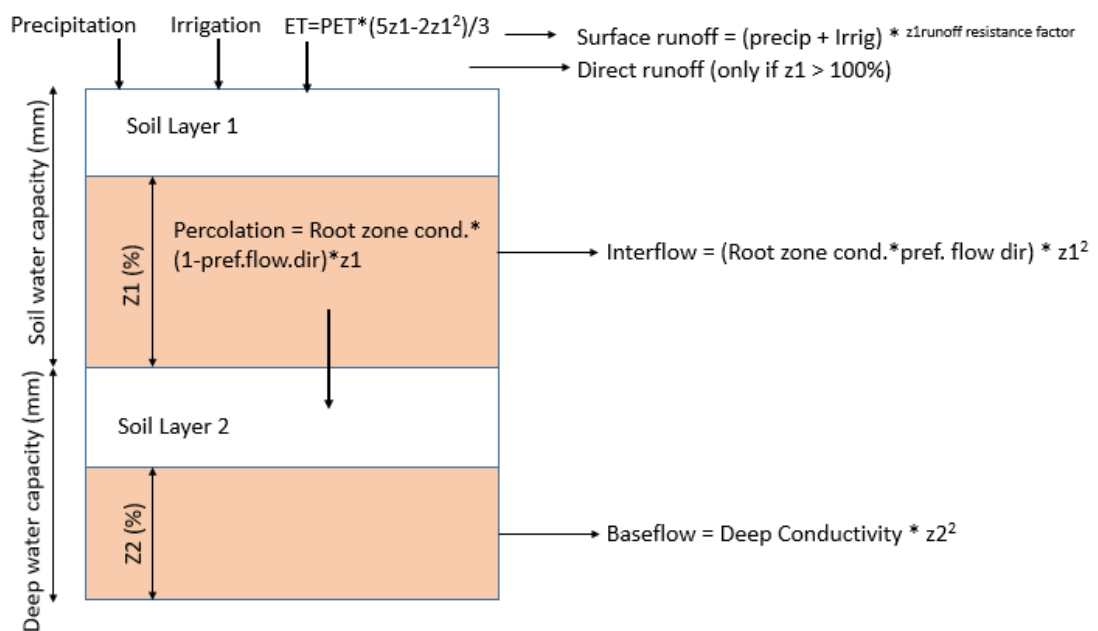 Precipitation
Irrigation
ET=PET*(5z1-2z1²)/3
Surface runoff = (precip + Irrig) * z1runoff resistance factor
Direct runoff (only if z1 > 100%)
Soil water capacity (mm)
Soil Layer 1
Z1 (%)
Percolation = Root zone cond.*
(1-pref.flow.dir)*z1
Interflow = (Root zone cond.*pref. flow dir) * z1²
Deep water capacity (mm)
Soil Layer 2
Z2 (%)
Baseflow = Deep Conductivity * z2²